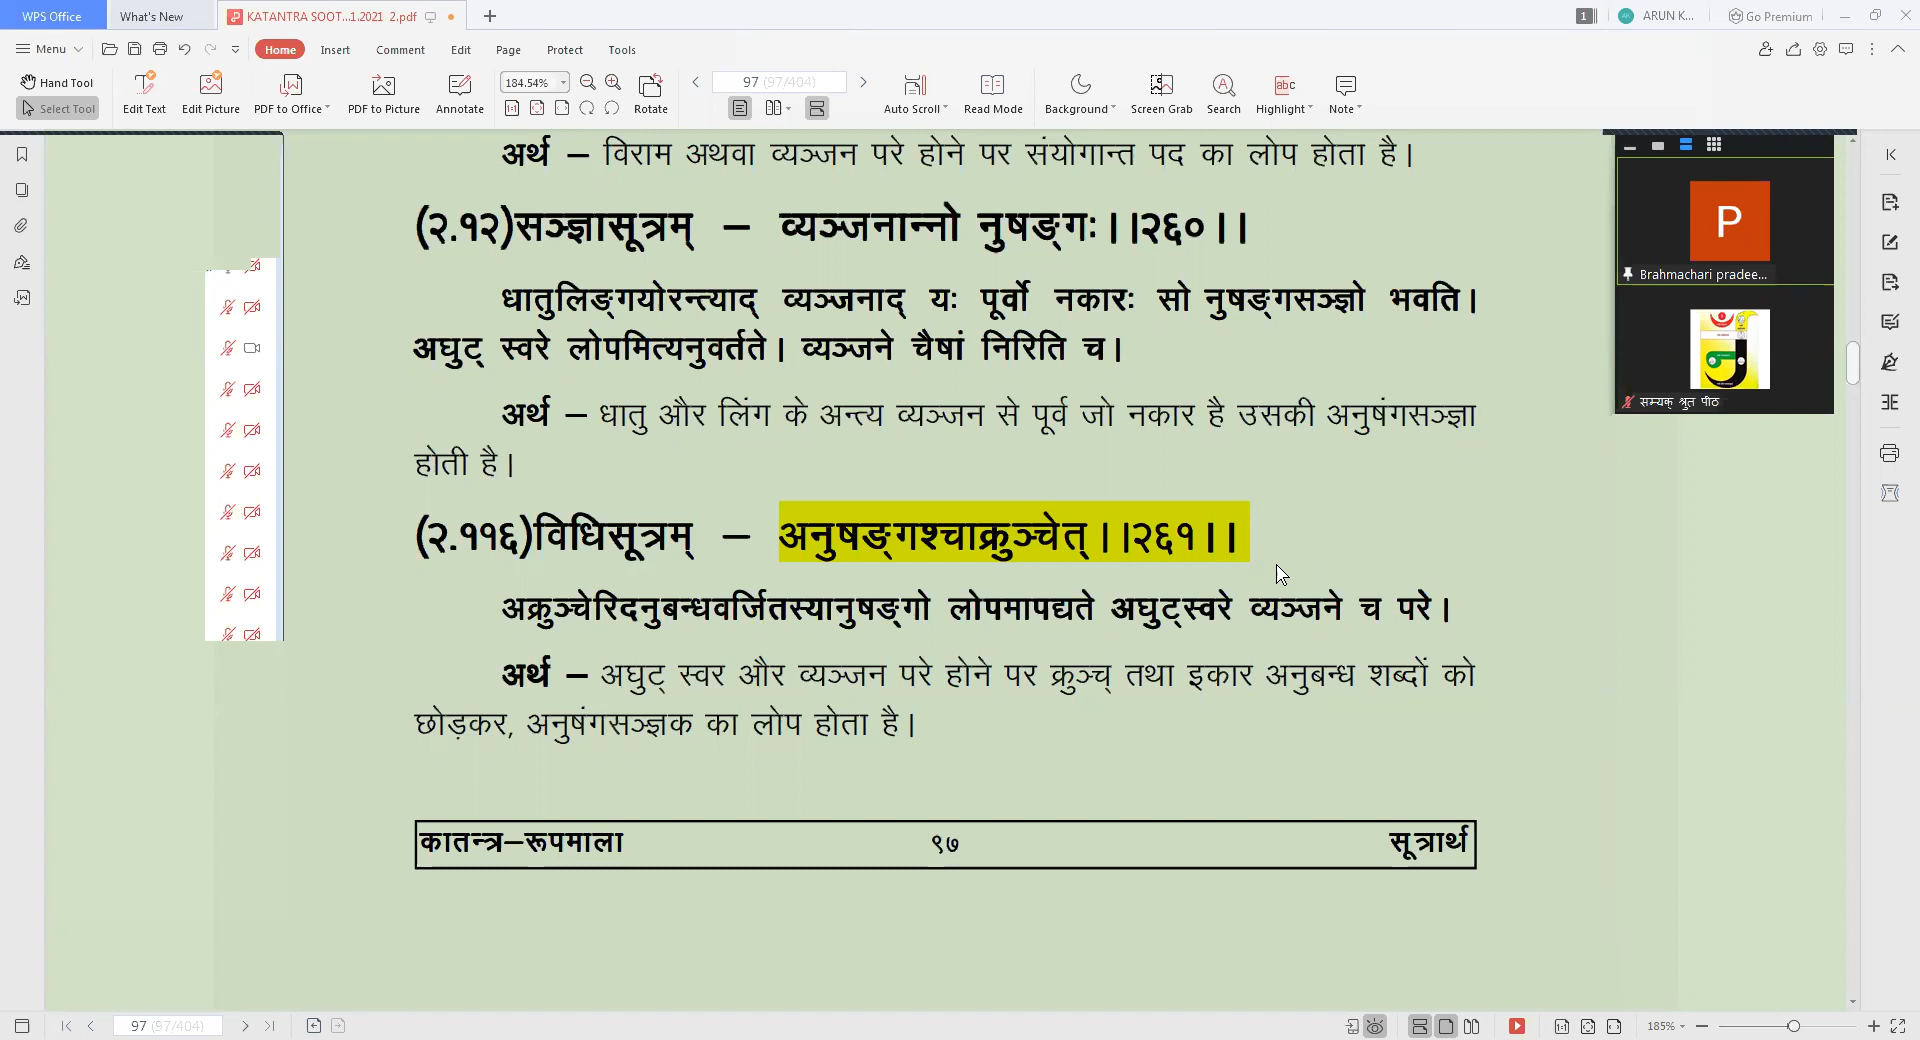 WPS Office What's New KATANTRA SOOT...1.2021 2.pdf 1 ARUN K... Go Premium
Menu Home Insert Comment Edit Page Protect Tools
Hand Tool
Select Tool
Edit Text Edit Picture PDF to Office PDF to Picture Annotate 184.54% Rotate 97 (97/404) Auto Scroll Read Mode Background Screen Grab Search Highlight Note
अर्थ – विराम अथवा व्यञ्जन परे होने पर संयोगान्त पद का लोप होता है।
(२.१२)सञ्ज्ञासूत्रम् – व्यञ्जनान्नो नुषङ्गः।।२६०।।
धातुलिङ्गयोरन्त्याद् व्यञ्जनाद् यः पूर्वो नकारः सो नुषङ्गसञ्ज्ञो भवति।
अघुट् स्वरे लोपमित्यनुवर्तते। व्यञ्जने चैषां निरिति च।
अर्थ – धातु और लिंग के अन्त्य व्यञ्जन से पूर्व जो नकार है उसकी अनुषंगसञ्ज्ञा
होती है।
(२.११६)विधिसूत्रम् – अनुषङ्गश्चाक्रुञ्चेत्।।२६१।।
अक्रुञ्चेरिदनुबन्धवर्जितस्यानुषङ्गो लोपमापद्यते अघुट्स्वरे व्यञ्जने च परे।
अर्थ – अघुट् स्वर और व्यञ्जन परे होने पर क्रुञ्च् तथा इकार अनुबन्ध शब्दों को
छोड़कर, अनुषंगसञ्ज्ञक का लोप होता है।
कातन्त्र–रूपमाला ९७ सूत्रार्थ
P
Brahmachari pradee...
सम्यक् श्रुत पीठ
97 (97/404) 185%